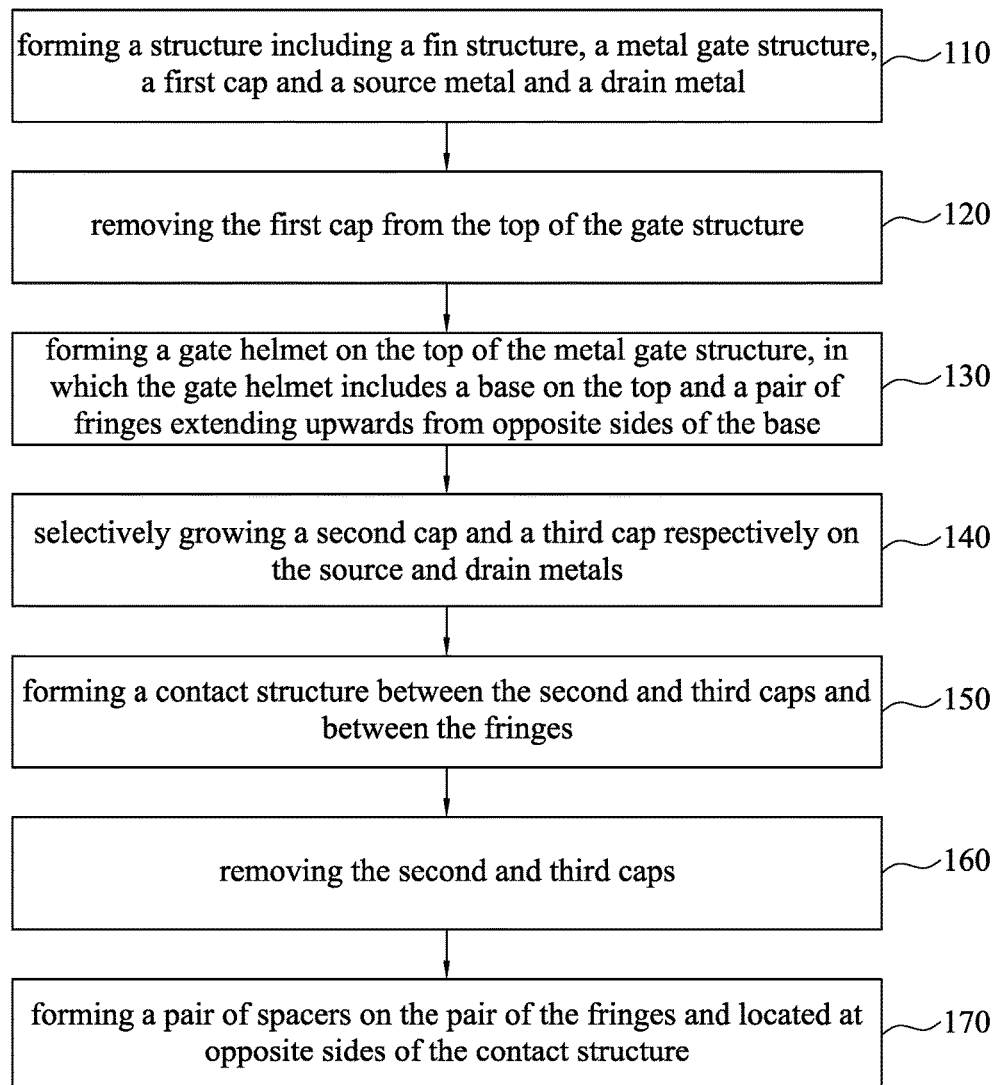 forming a structure including a fin structure, a metal gate structure,
a first cap and a source metal and a drain metal
110
removing the first cap from the top of the gate structure
120
forming a gate helmet on the top of the metal gate structure, in
which the gate helmet includes a base on the top and a pair of
fringes extending upwards from opposite sides of the base
130
selectively growing a second cap and a third cap respectively on
the source and drain metals
140
forming a contact structure between the second and third caps and
between the fringes
150
removing the second and third caps
160
forming a pair of spacers on the pair of the fringes and located at
opposite sides of the contact structure
170